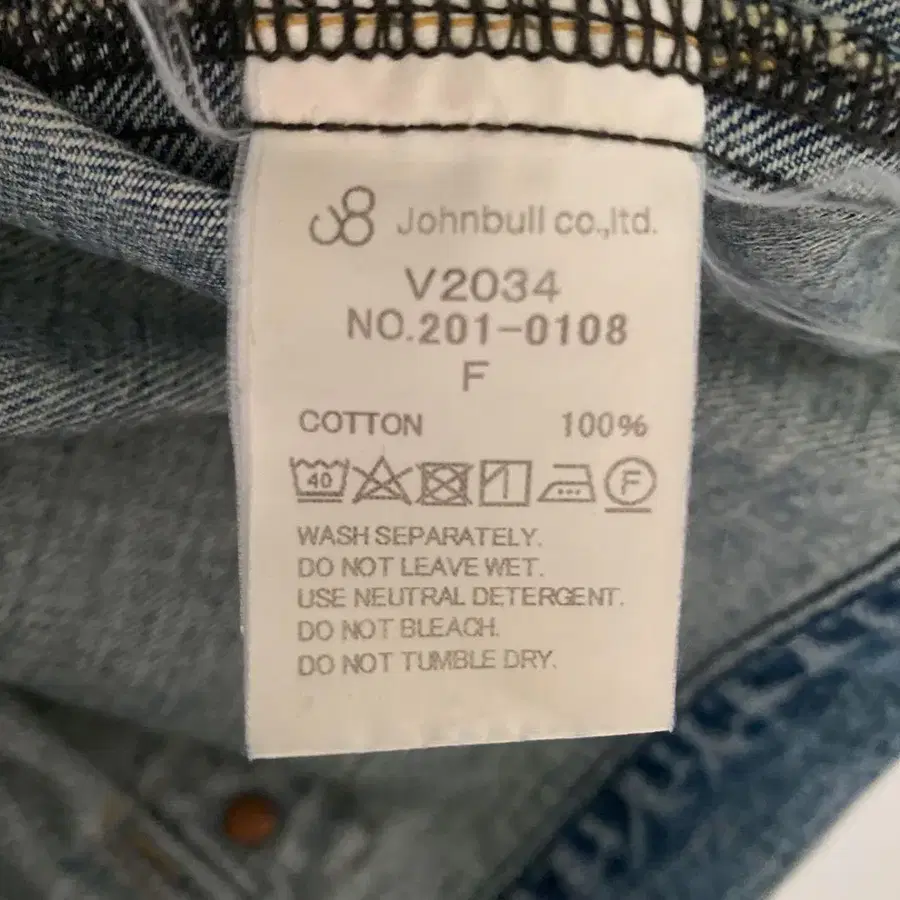 Johnbull co.,ltd.
V2034
NO.201-0108
F
COTTON 100%
40 F
WASH SEPARATELY.
DO NOT LEAVE WET.
USE NEUTRAL DETERGENT.
DO NOT BLEACH.
DO NOT TUMBLE DRY.